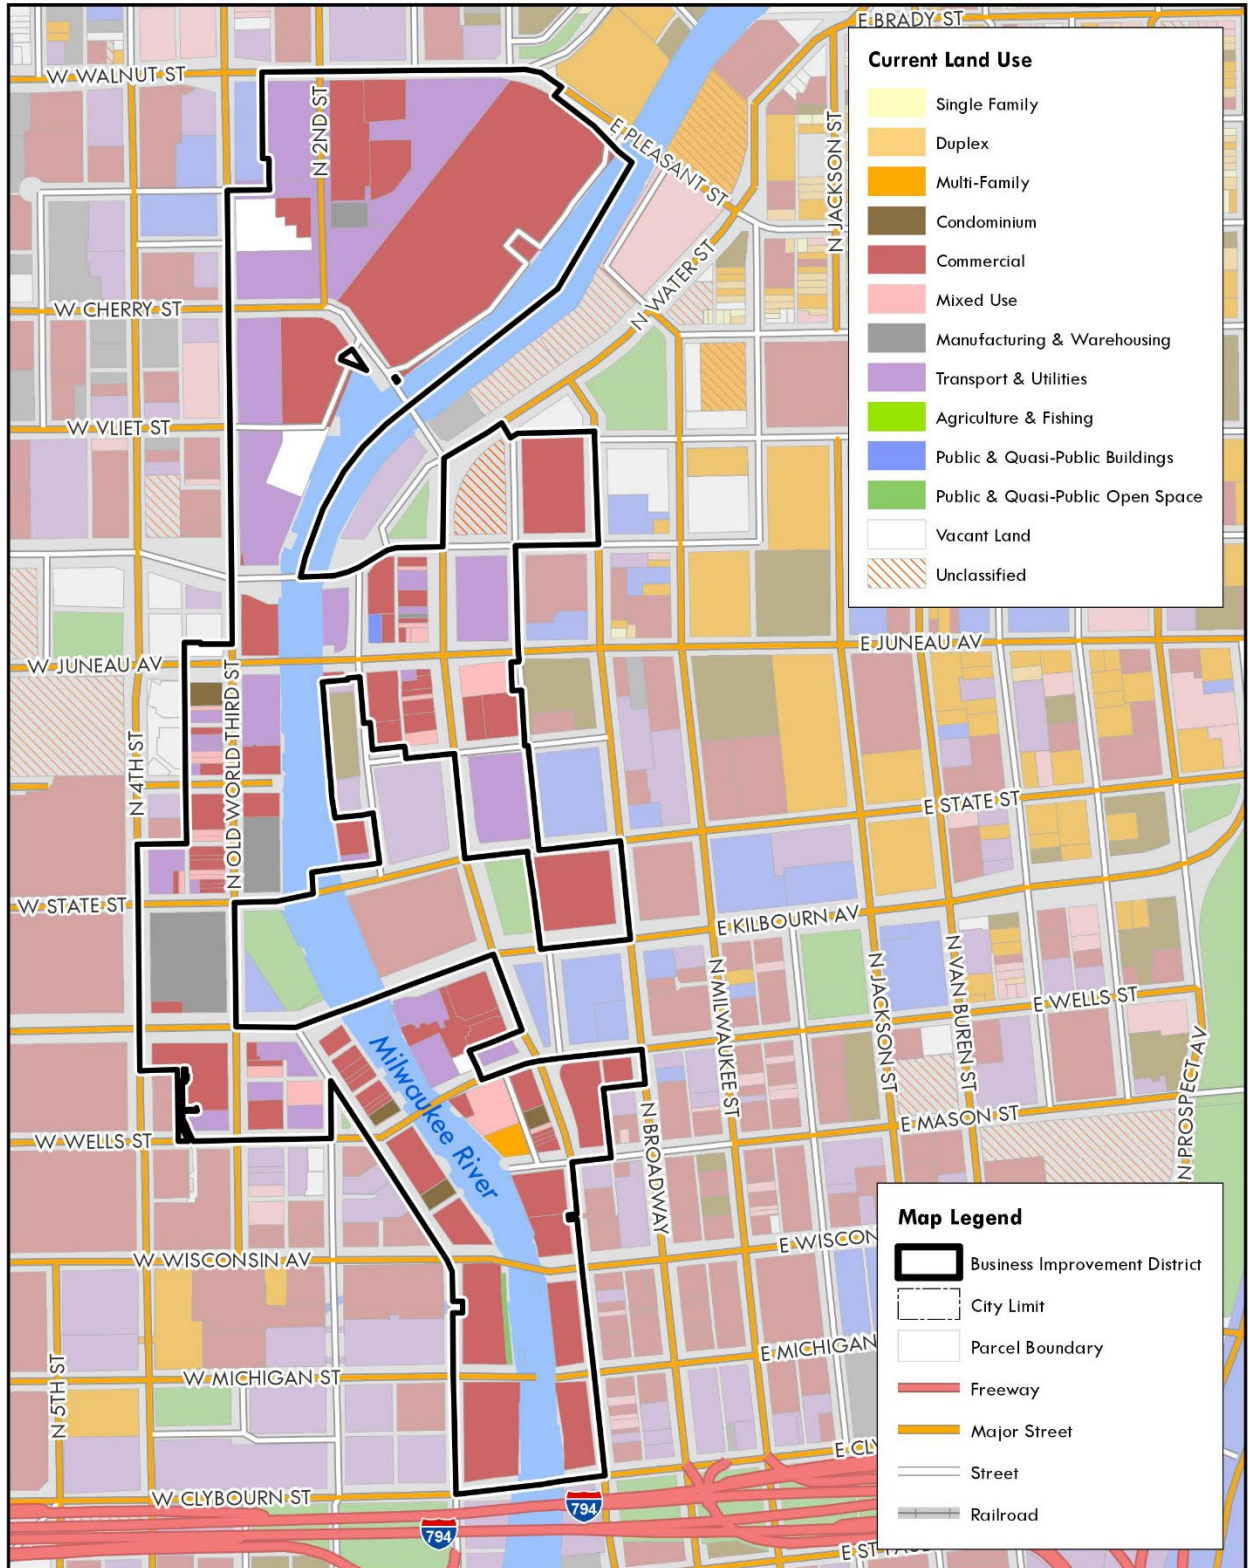 E BRADY ST
W WALNUT ST
Current Land Use
Single Family
Duplex
Multi-Family
Condominium
Commercial
Mixed Use
Manufacturing & Warehousing
Transport & Utilities
Agriculture & Fishing
Public & Quasi-Public Buildings
Public & Quasi-Public Open Space
Vacant Land
Unclassified
N 2ND ST
E PLEASANT ST
N JACKSON ST
N WATER ST
W CHERRY ST
W VLIET ST
W JUNEAU AV
E JUNEAU AV
N 4TH ST
N OLD WORLD THIRD ST
E STATE ST
W STATE ST
E KILBOURN AV
N MILWAUKEE ST
N JACKSON ST
N VAN BUREN ST
E WELLS ST
N PROSPECT AV
Milwaukee River
N BROADWAY
E MASON ST
W WELLS ST
W WISCONSIN AV
E WISCON
Map Legend
Business Improvement District
City Limit
Parcel Boundary
Freeway
Major Street
Street
Railroad
E MICHIGAN
W MICHIGAN ST
N 5TH ST
E CLY
W CLYBOURN ST
794
794